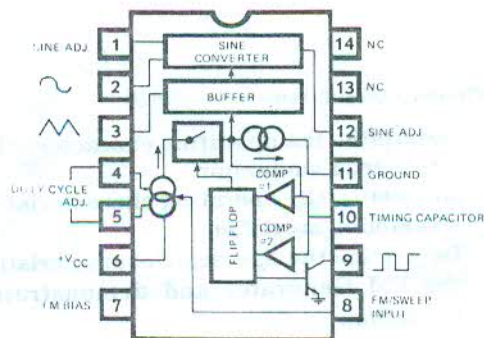 SINE ADJ
1
2
3
4
DUTY CYCLE
ADJ.
5
6
+VCC
7
FM BIAS
SINE
CONVERTER
BUFFER
COMP
#1
FLIP FLOP
COMP
#2
14 NC
13 NC
12 SINE ADJ
11 GROUND
10 TIMING CAPACITOR
9
8 FM/SWEEP
INPUT